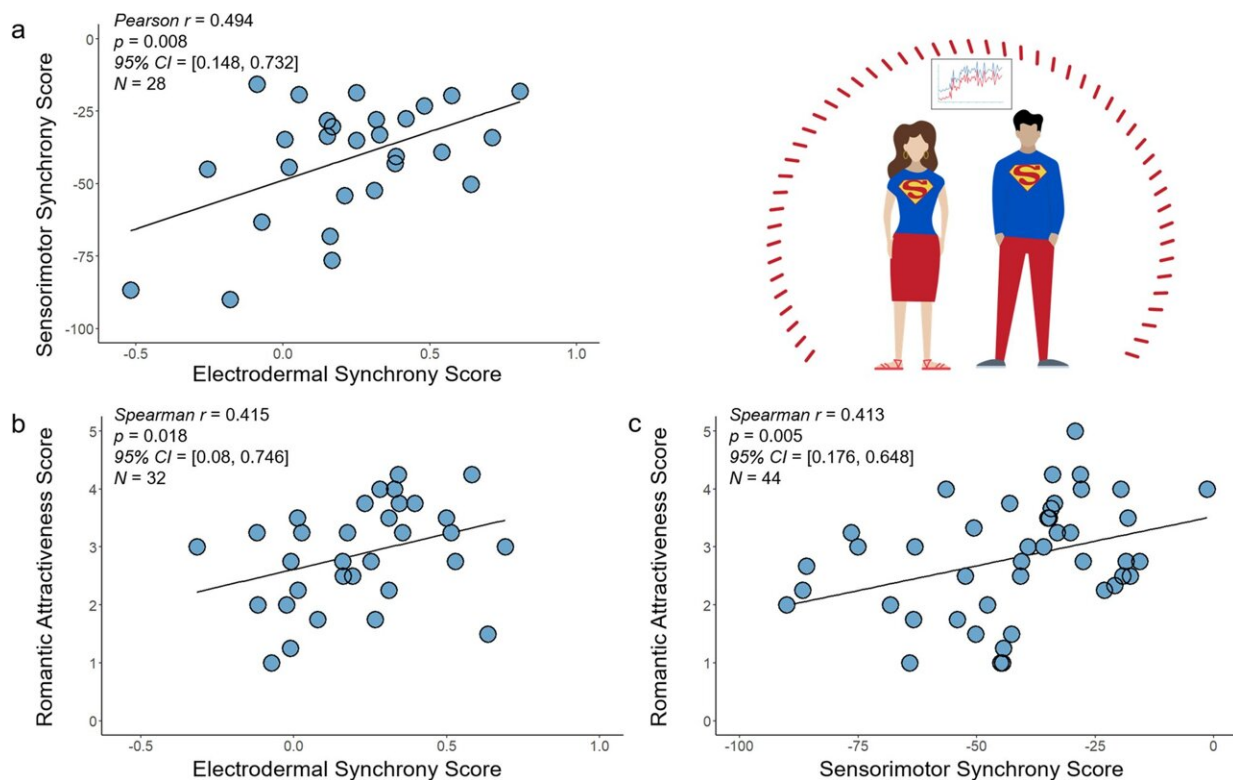 a
Pearson r = 0.494
p = 0.008
95% CI = [0.148, 0.732]
N = 28
0
-25
-50
-75
-100
Sensorimotor Synchrony Score
-0.5 0.0 0.5 1.0
Electrodermal Synchrony Score
S S
b
Spearman r = 0.415
p = 0.018
95% CI = [0.08, 0.746]
N = 32
5
4
3
2
1
0
Romantic Attractiveness Score
-0.5 0.0 0.5 1.0
Electrodermal Synchrony Score
c
Spearman r = 0.413
p = 0.005
95% CI = [0.176, 0.648]
N = 44
5
4
3
2
1
0
Romantic Attractiveness Score
-100 -75 -50 -25 0
Sensorimotor Synchrony Score